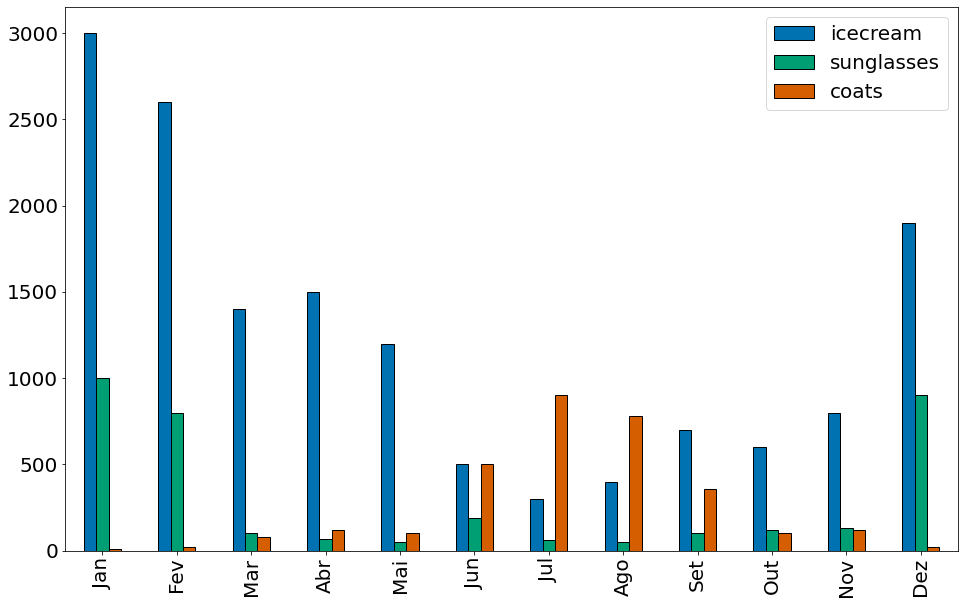 3000
2500
2000
1500
1000
500
0
icecream
sunglasses
coats
Jan
Fev
Mar
Abr
Mai
Jun
Jul
Ago
Set
Out
Nov
Dez